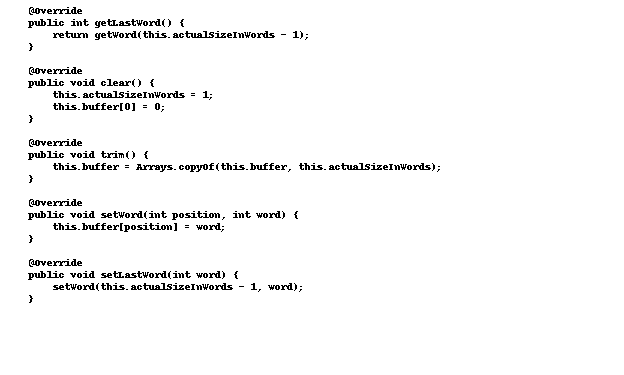 @Override
public int getLastWord() {
return getWord(this.actualSizeInWords - 1);
}
@Override
public void clear() {
this.actualSizeInWords = 1;
this.buffer[0] = 0;
}
@Override
public void trim() {
this.buffer = Arrays.copyOf(this.buffer, this.actualSizeInWords);
}
@Override
public void setWord(int position, int word) {
this.buffer[position] = word;
}
@Override
public void setLastWord(int word) {
setWord(this.actualSizeInWords - 1, word);
}